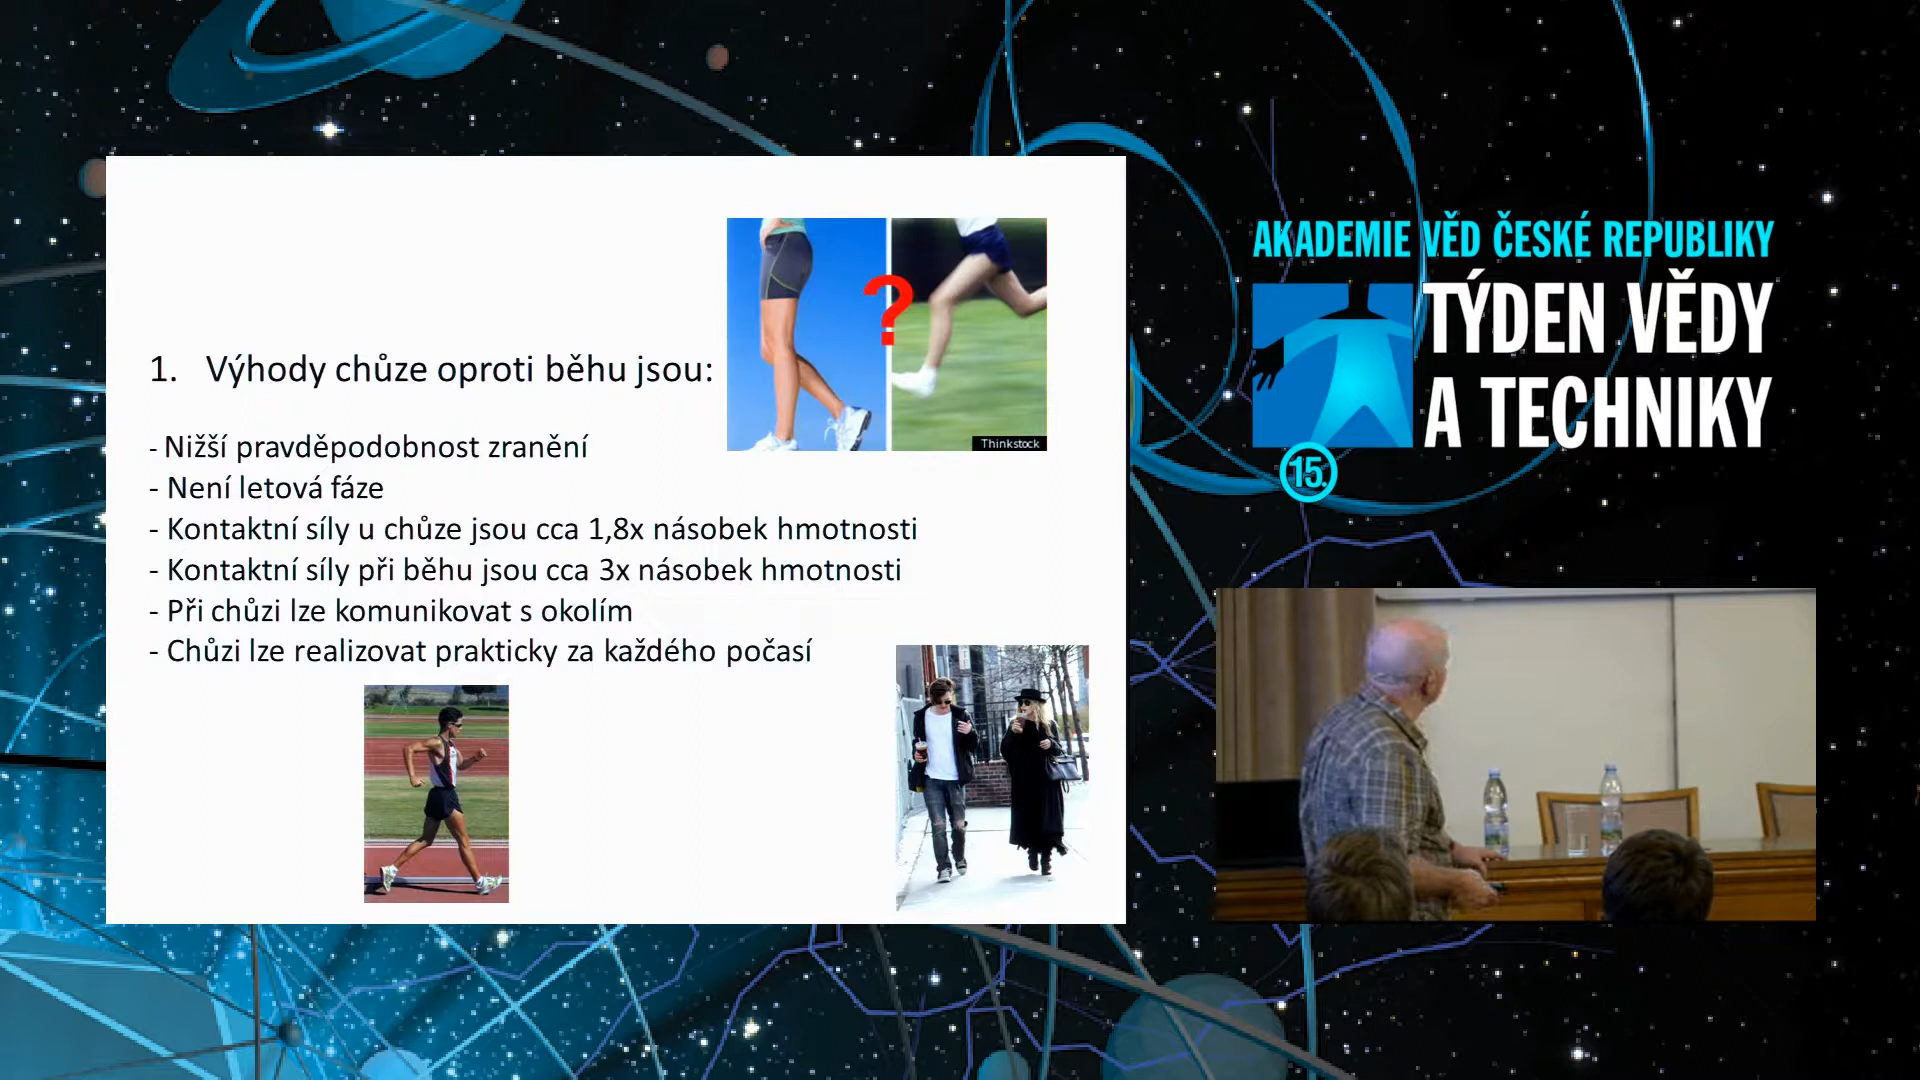 1. Výhody chůze oproti běhu jsou:
- Nižší pravděpodobnost zranění
- Není letová fáze
- Kontaktní síly u chůze jsou cca 1,8x násobek hmotnosti
- Kontaktní síly při běhu jsou cca 3x násobek hmotnosti
- Při chůzi lze komunikovat s okolím
- Chůzi lze realizovat prakticky za každého počasí
?
Thinkstock
AKADEMIE VĚD ČESKÉ REPUBLIKY
TÝDEN VĚDY
A TECHNIKY
15.